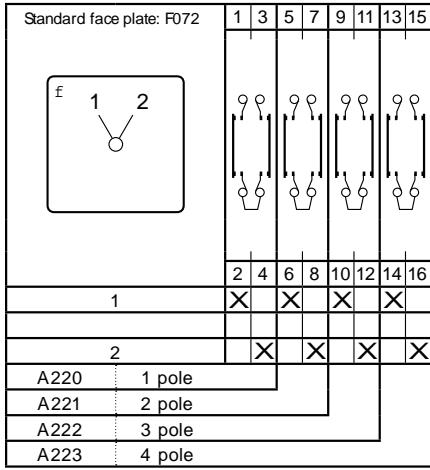 Standard face plate: F072 1 3 5 7 9 11 13 15
f
1 2
2 4 6 8 10 12 14 16
1 X X X X
2 X X X X
A220 1 pole
A221 2 pole
A222 3 pole
A223 4 pole